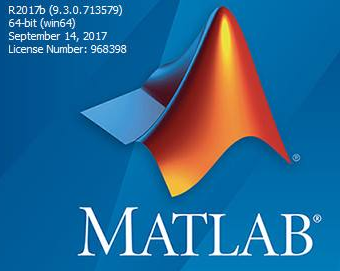 R2017b (9.3.0.713579)
64-bit (win64)
September 14, 2017
License Number: 968398
®
MATLAB®